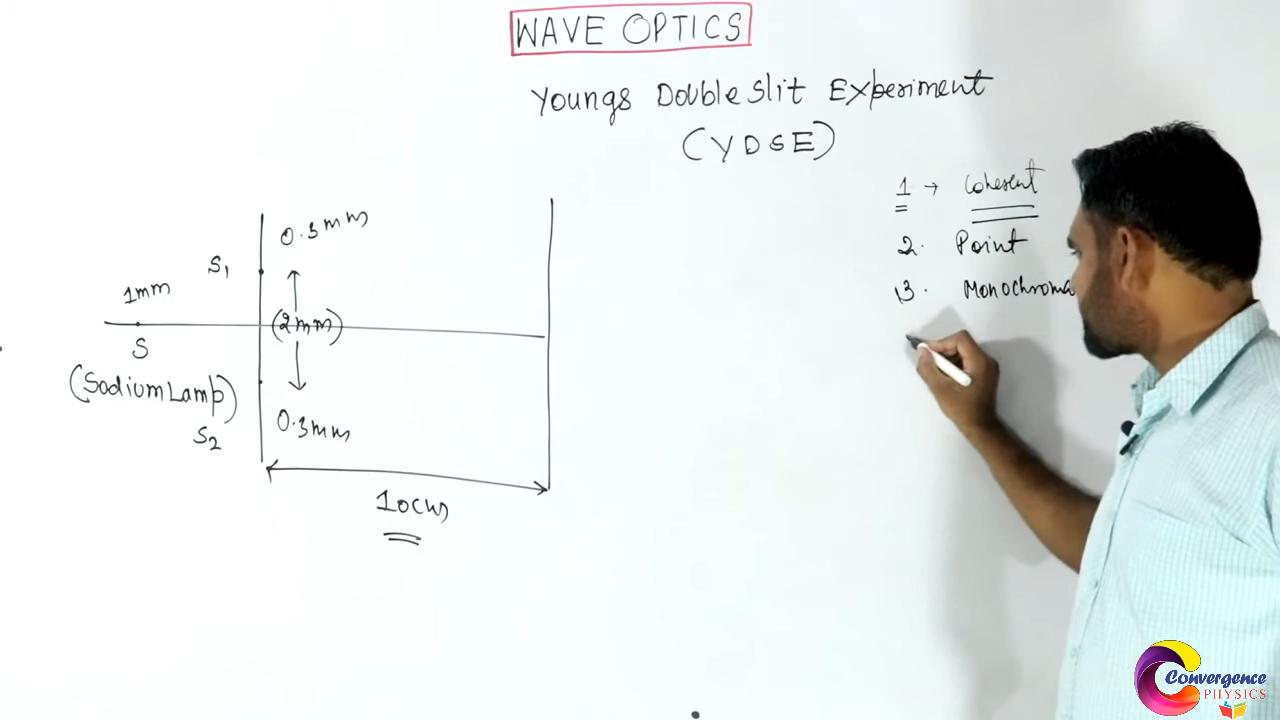 WAVE OPTICS
Youngs Double Slit Experiment
(YDSE)
1 → Coherent
2. Point
3. Monochroma
0.3mm
S1
1mm
(2mm)
S
(Sodium Lamp)
0.3mm
S2
10cm
Convergence
PHYSICS